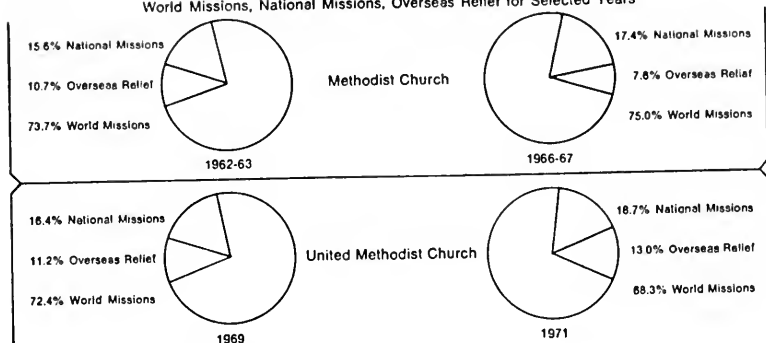 World Missions, National Missions, Overseas Relief for Selected Years
15.6% National Missions
10.7% Overseas Relief
73.7% World Missions
1962-63
Methodist Church
17.4% National Missions
7.6% Overseas Relief
75.0% World Missions
1966-67
16.4% National Missions
11.2% Overseas Relief
72.4% World Missions
1969
United Methodist Church
18.7% National Missions
13.0% Overseas Relief
68.3% World Missions
1971